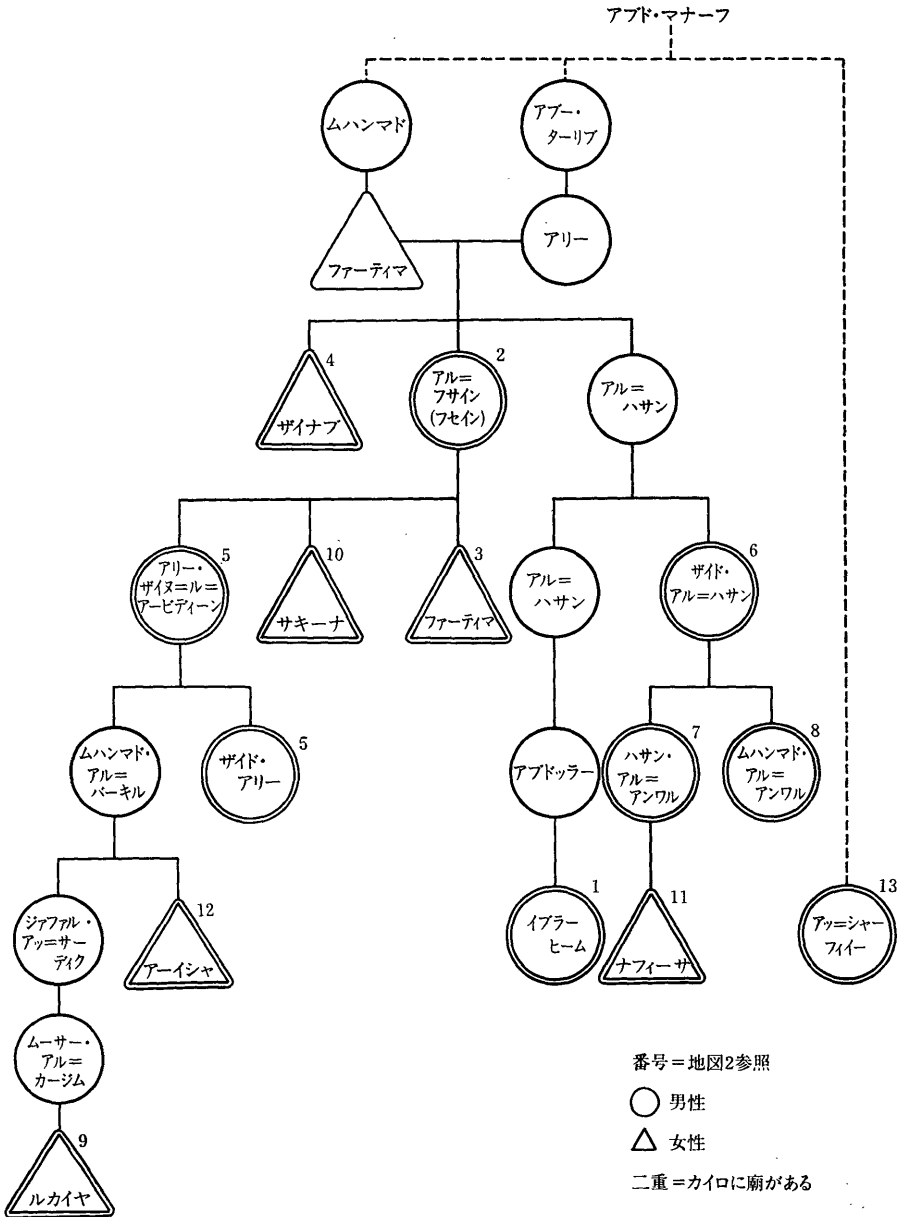 アブド・マナーフ
ムハンマド
アブー・
ターリブ
ファーティマ
アリー
4
ザイナブ
2
アル=
フサイン
(フセイン)
アル=
ハサン
5
アリー・
ザイヌ=ル=
アービディーン
10
サキーナ
3
ファーティマ
アル=
ハサン
6
ザイド・
アル=ハサン
ムハンマド・
アル=
バーキル
5
ザイド・
アリー
アブドッラー
7
ハサン・
アル=
アンワル
8
ムハンマド・
アル=
アンワル
ジァファル・
アッ=サー
ディク
12
アーイシャ
1
イブラー
ヒーム
11
ナフィーサ
13
アッ=シャー
フィイー
ムーサー・
アル=
カージム
9
ルカイヤ
番号=地図2参照
男性
女性
二重=カイロに廟がある